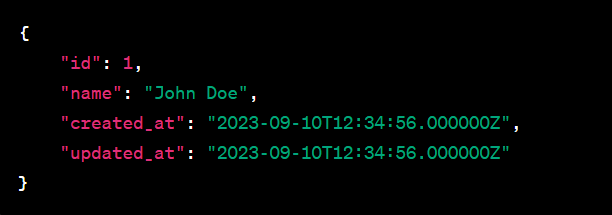 {
    "id": 1,
    "name": "John Doe",
    "created_at": "2023-09-10T12:34:56.000000Z",
    "updated_at": "2023-09-10T12:34:56.000000Z"
}